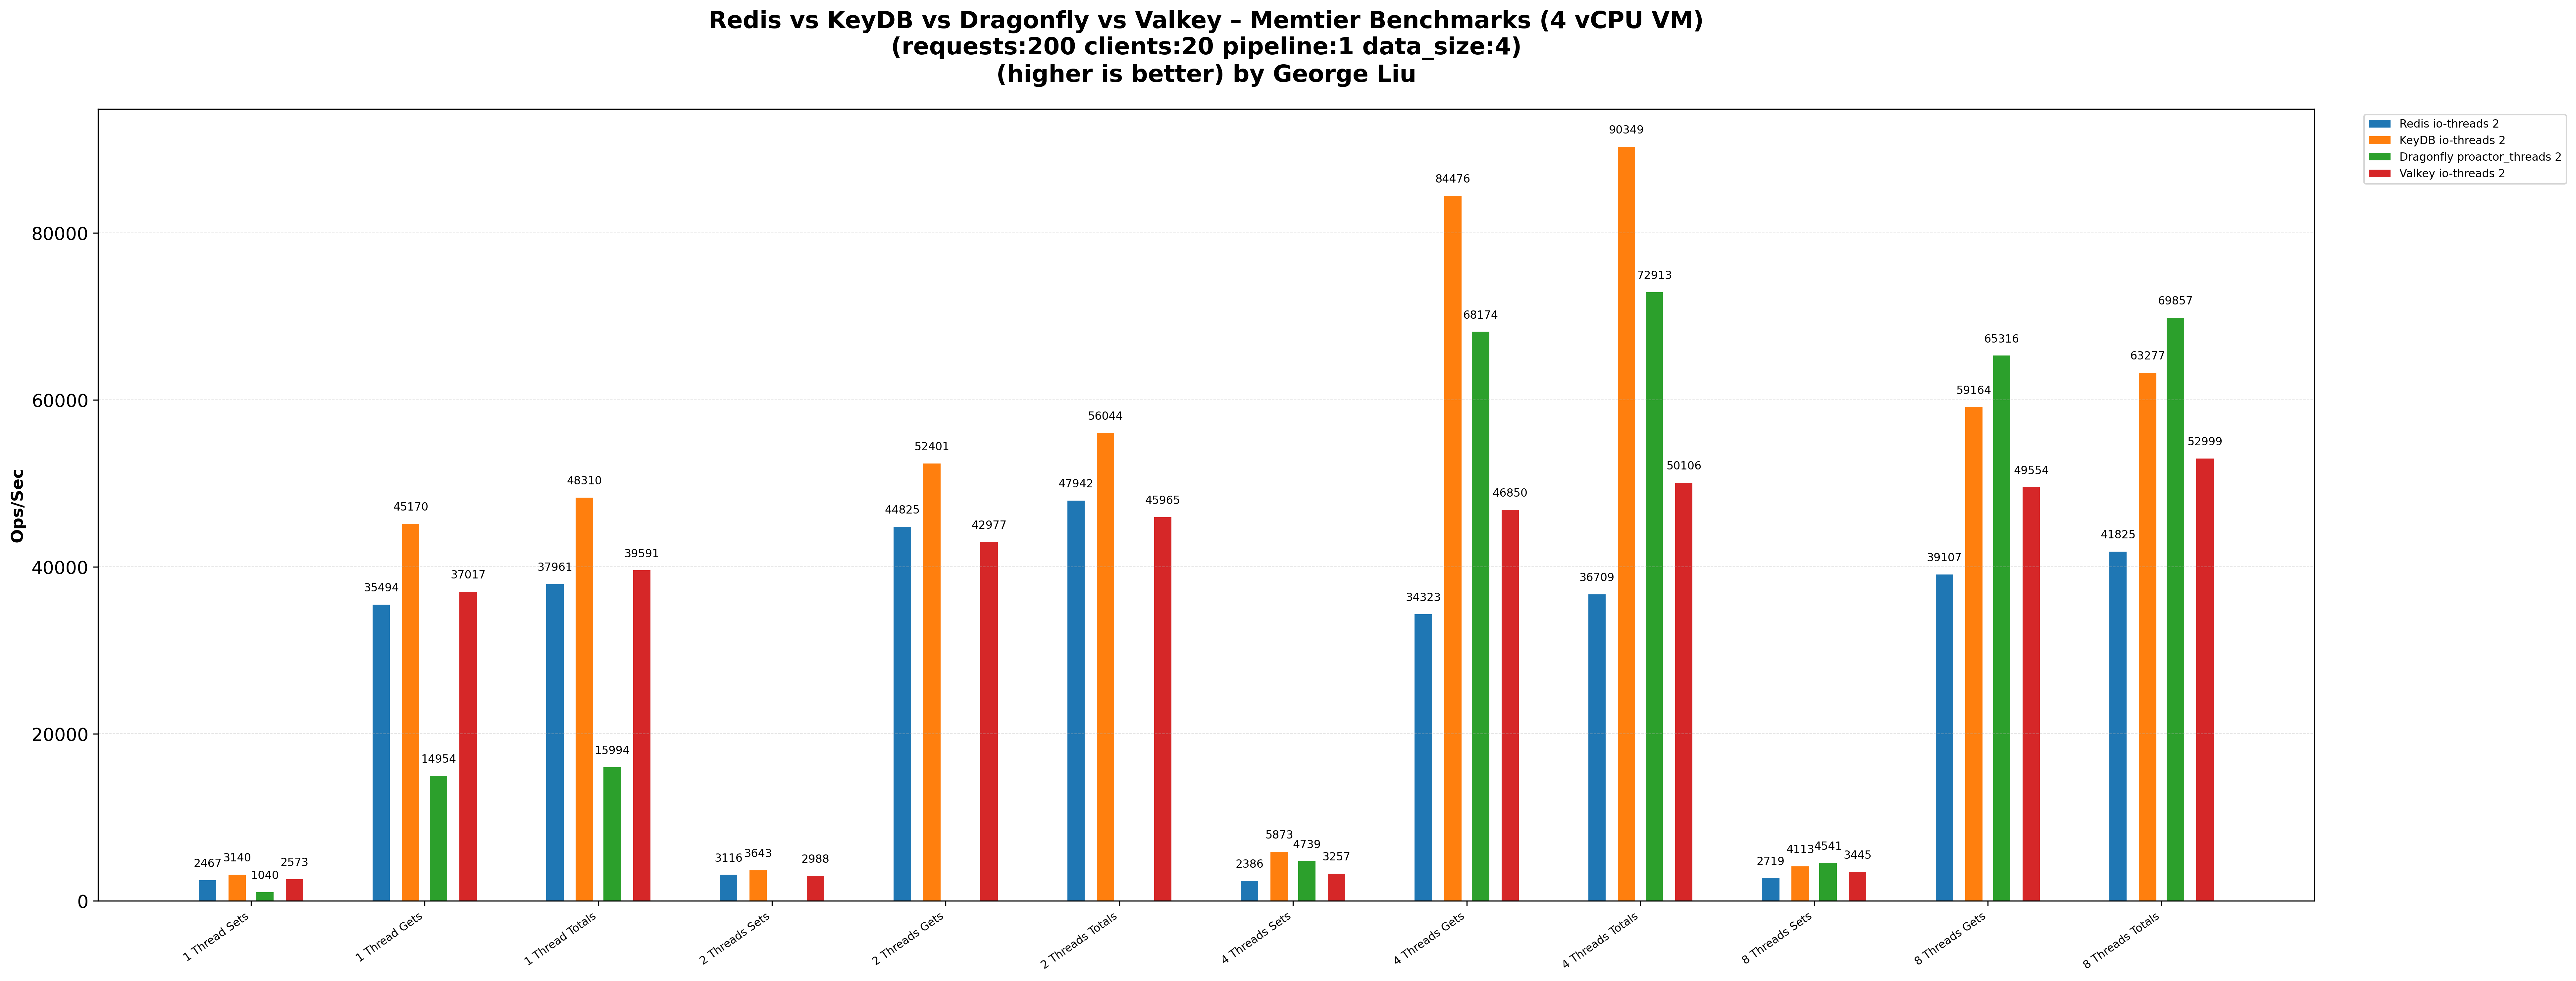 Redis vs KeyDB vs Dragonfly vs Valkey – Memtier Benchmarks (4 vCPU VM)
(requests:200 clients:20 pipeline:1 data_size:4)
(higher is better) by George Liu
Redis io-threads 2
KeyDB io-threads 2
Dragonfly proactor_threads 2
Valkey io-threads 2
Ops/Sec
80000
60000
40000
20000
0
2467
3140
1040
2573
35494
45170
14954
37017
37961
48310
15994
39591
3116
3643
2988
44825
52401
42977
47942
56044
45965
2386
5873
4739
3257
34323
84476
68174
46850
36709
90349
72913
50106
2719
4113
4541
3445
39107
59164
65316
49554
41825
63277
69857
52999
1 Thread Sets
1 Thread Gets
1 Thread Totals
2 Threads Sets
2 Threads Gets
2 Threads Totals
4 Threads Sets
4 Threads Gets
4 Threads Totals
8 Threads Sets
8 Threads Gets
8 Threads Totals